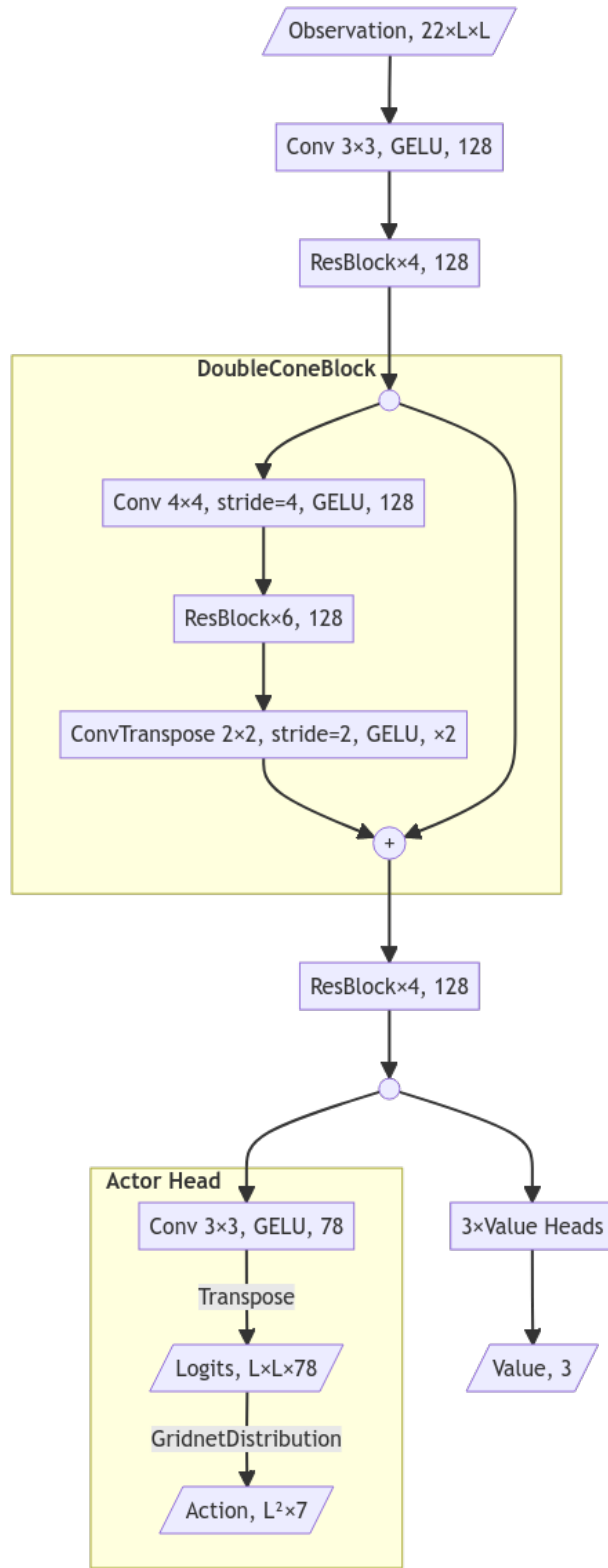 Observation, 22×L×L
Conv 3×3, GELU, 128
ResBlock×4, 128
DoubleConeBlock
Conv 4×4, stride=4, GELU, 128
ResBlock×6, 128
ConvTranspose 2×2, stride=2, GELU, ×2
+
ResBlock×4, 128
Actor Head
Conv 3×3, GELU, 78
3×Value Heads
Transpose
Logits, L×L×78
Value, 3
GridnetDistribution
Action, L²×7